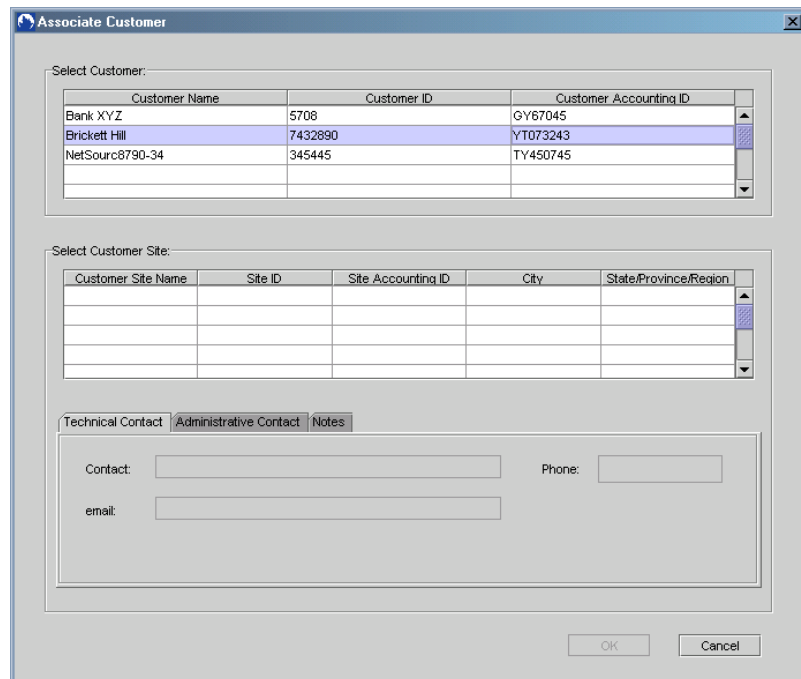 Associate Customer
Select Customer:
Customer Name Customer ID Customer Accounting ID
Bank XYZ 5708 GY67045
Brickett Hill 7432890 YT073243
NetSourc8790-34 345445 TY450745
Select Customer Site:
Customer Site Name Site ID Site Accounting ID City State/Province/Region
Technical Contact Administrative Contact Notes
Contact: Phone:
email:
OK Cancel